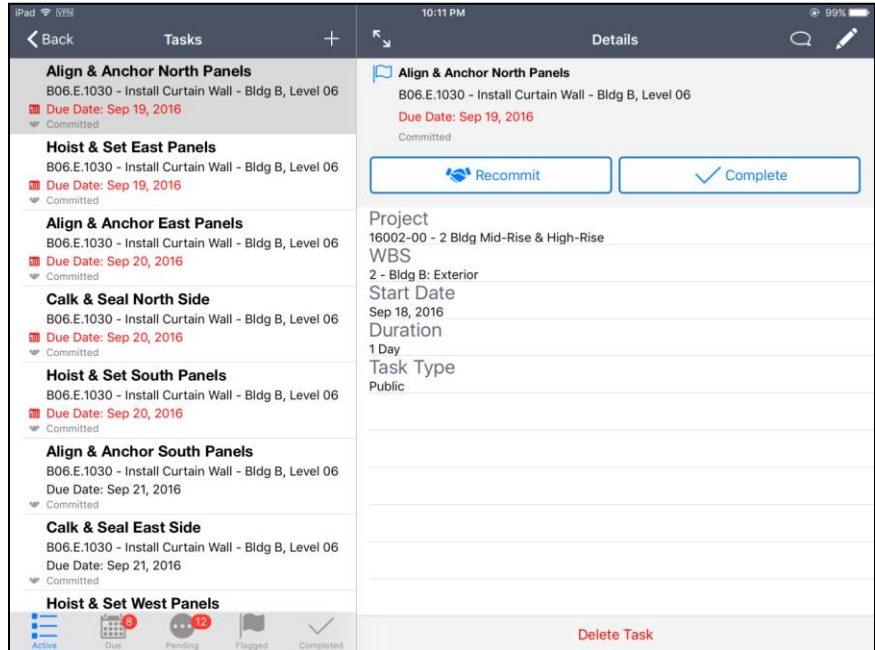 iPad VPN 10:11 PM 99%
Back Tasks +
Align & Anchor North Panels
B06.E.1030 - Install Curtain Wall - Bldg B, Level 06
Due Date: Sep 19, 2016
Committed
Hoist & Set East Panels
B06.E.1030 - Install Curtain Wall - Bldg B, Level 06
Due Date: Sep 19, 2016
Committed
Align & Anchor East Panels
B06.E.1030 - Install Curtain Wall - Bldg B, Level 06
Due Date: Sep 20, 2016
Committed
Calk & Seal North Side
B06.E.1030 - Install Curtain Wall - Bldg B, Level 06
Due Date: Sep 20, 2016
Committed
Hoist & Set South Panels
B06.E.1030 - Install Curtain Wall - Bldg B, Level 06
Due Date: Sep 20, 2016
Committed
Align & Anchor South Panels
B06.E.1030 - Install Curtain Wall - Bldg B, Level 06
Due Date: Sep 21, 2016
Committed
Calk & Seal East Side
B06.E.1030 - Install Curtain Wall - Bldg B, Level 06
Due Date: Sep 21, 2016
Committed
Hoist & Set West Panels
8 12
Active Due Pending Flagged Completed
Details
Align & Anchor North Panels
B06.E.1030 - Install Curtain Wall - Bldg B, Level 06
Due Date: Sep 19, 2016
Committed
Recommit Complete
Project
16002-00 - 2 Bldg Mid-Rise & High-Rise
WBS
2 - Bldg B: Exterior
Start Date
Sep 18, 2016
Duration
1 Day
Task Type
Public
Delete Task